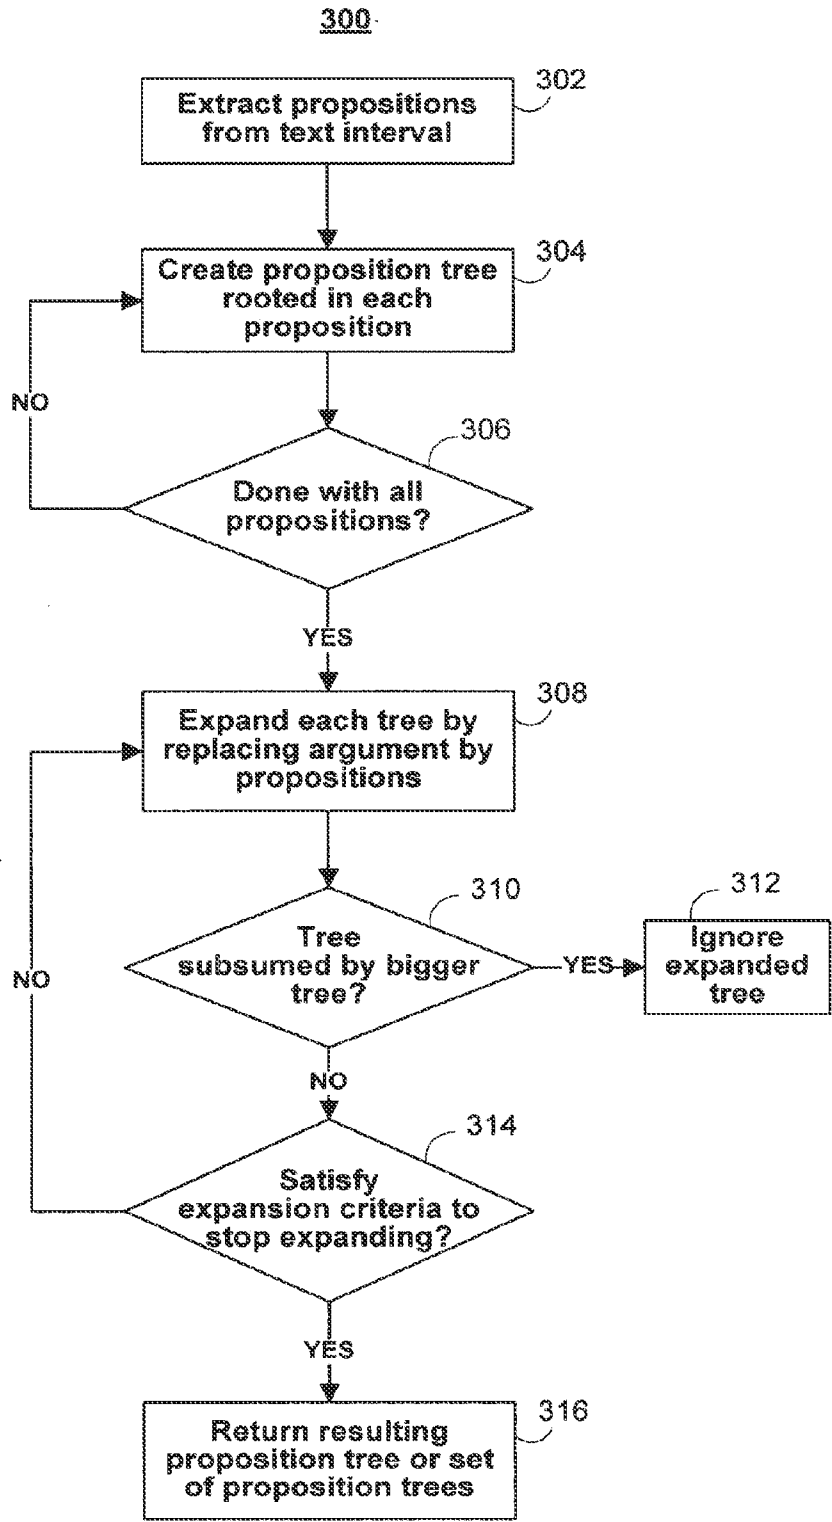 300
302
Extract propositions
from text interval
304
Create proposition tree
rooted in each
proposition
NO
306
Done with all
propositions?
YES
308
Expand each tree by
replacing argument by
propositions
310
312
Tree
subsumed by bigger
tree?
YES
Ignore
expanded
tree
NO
NO
314
Satisfy
expansion criteria to
stop expanding?
YES
316
Return resulting
proposition tree or set
of proposition trees